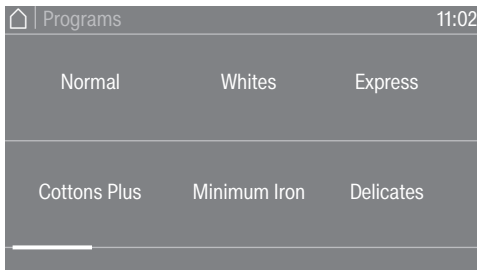 Programs 11:02
Normal Whites Express
Cottons Plus Minimum Iron Delicates